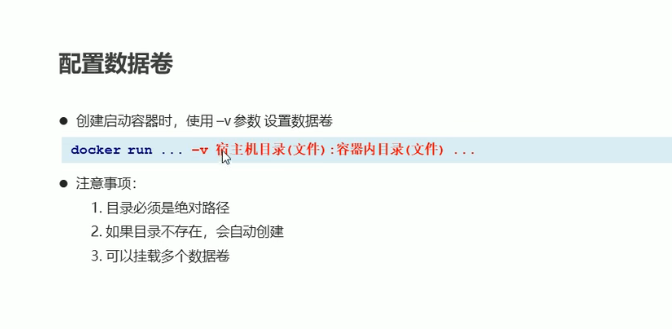 配置数据卷
● 创建启动容器时，使用 –v 参数 设置数据卷
docker run ... –v 宿主机目录(文件):容器内目录(文件) ...
● 注意事项：
1. 目录必须是绝对路径
2. 如果目录不存在，会自动创建
3. 可以挂载多个数据卷